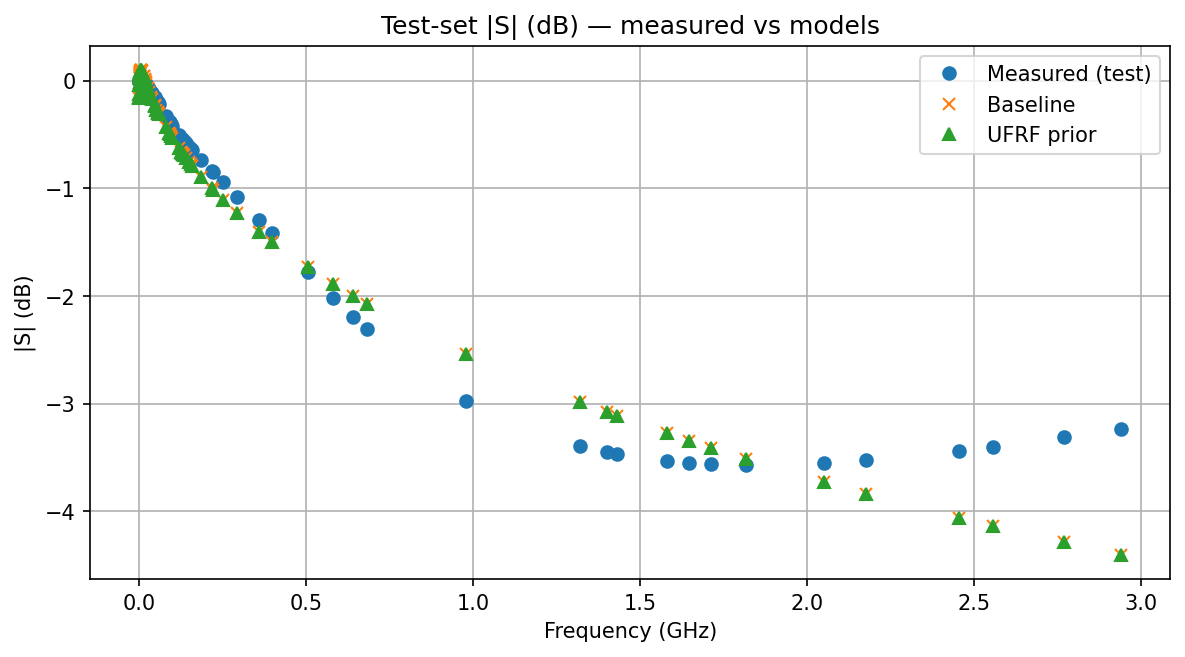 Test-set |S| (dB) — measured vs models
Measured (test)
Baseline
UFRF prior
|S| (dB)
0
−1
−2
−3
−4
0.0 0.5 1.0 1.5 2.0 2.5 3.0
Frequency (GHz)